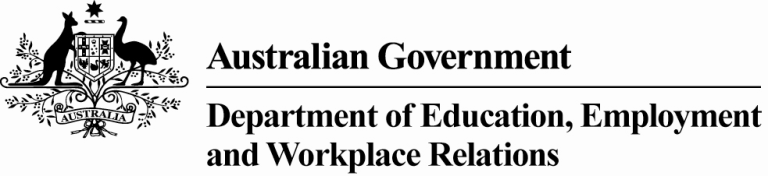 Australian Government
Department of Education, Employment
and Workplace Relations
AUSTRALIA